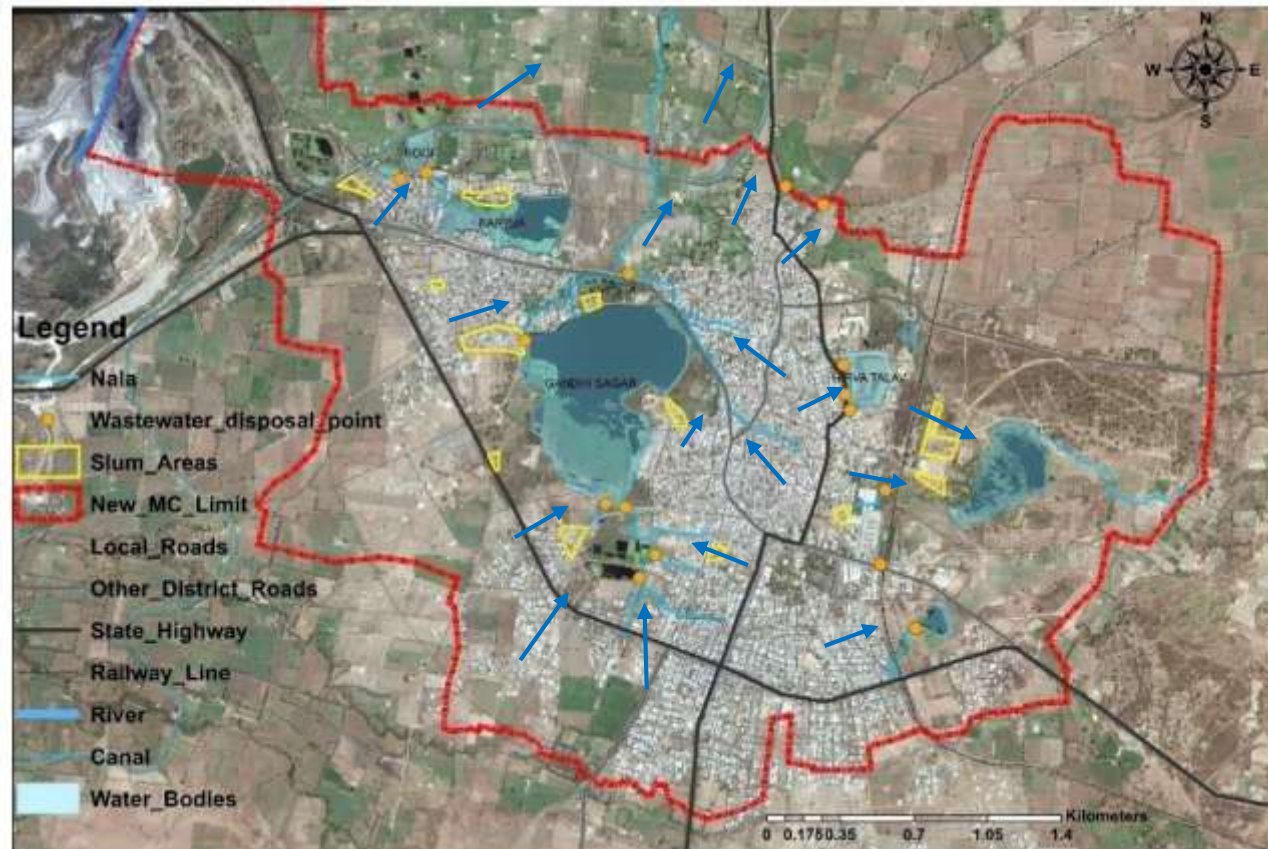 N
W E
S
GANDHI SAGAR
Legend
Nala
Wastewater_disposal_point
Slum_Areas
New_MC_Limit
Local_Roads
Other_District_Roads
State_Highway
Railway_Line
River
Canal
Water_Bodies
Kilometers
0 0.175 0.35 0.7 1.05 1.4